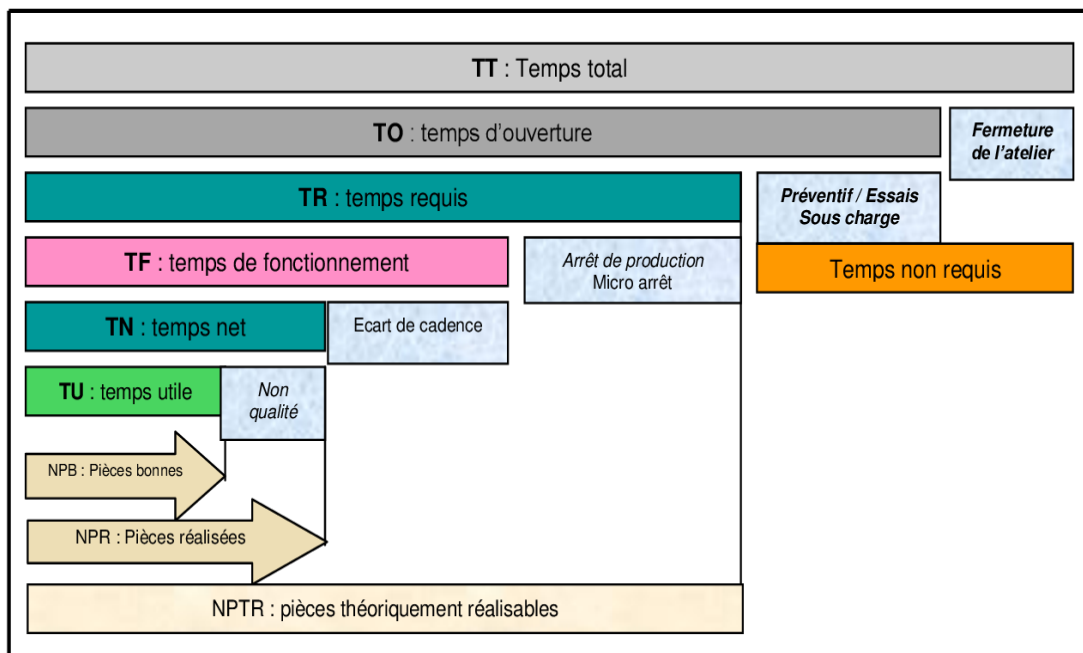 TT : Temps total
TO : temps d'ouverture
Fermeture
de l'atelier
TR : temps requis
Préventif / Essais
Sous charge
TF : temps de fonctionnement
Arrêt de production
Micro arrêt
Temps non requis
TN : temps net
Ecart de cadence
TU : temps utile
Non
qualité
NPB : Pièces bonnes
NPR : Pièces réalisées
NPTR : pièces théoriquement réalisables